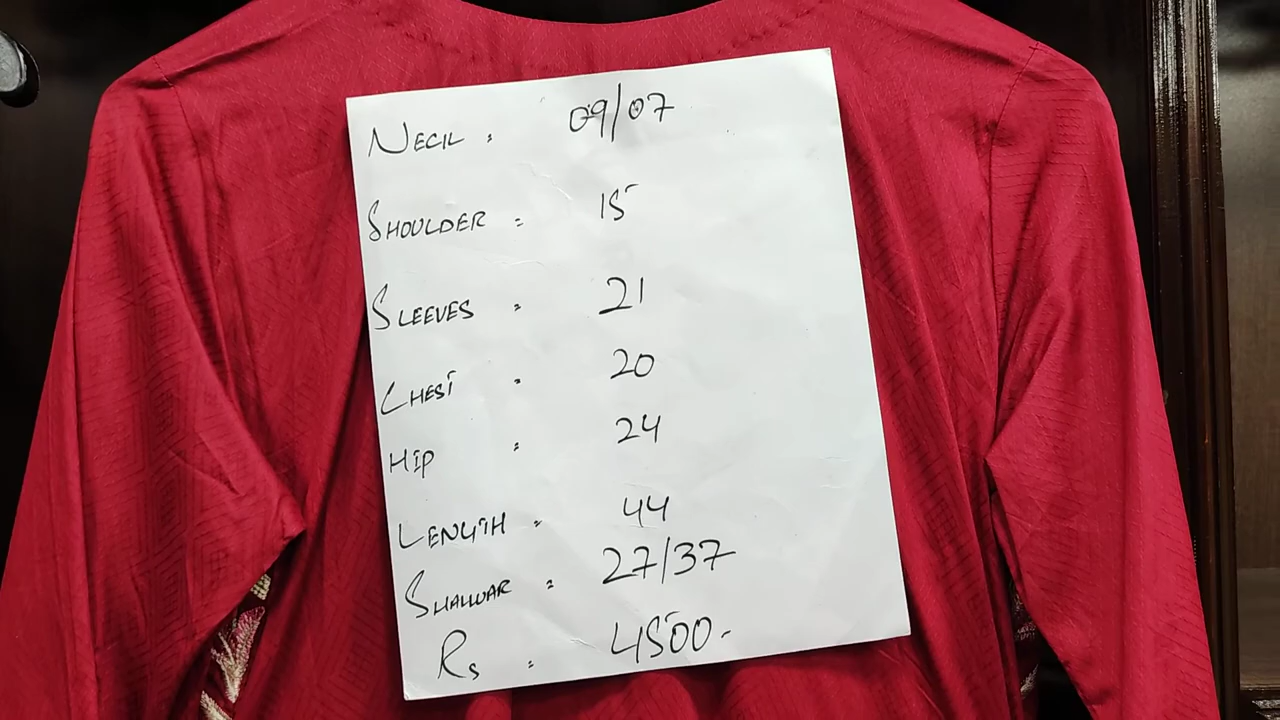 NECK : 09/07
SHOULDER : 15
SLEEVES : 21
CHEST : 20
HIP : 24
LENGTH : 44
SHALWAR : 27/37
Rs : 4500.-